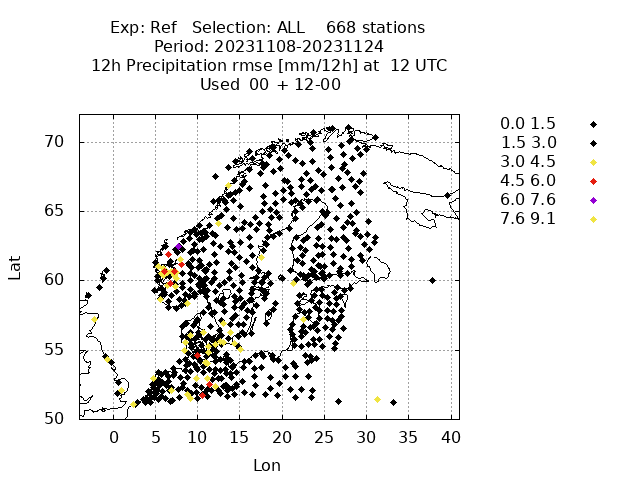 Exp: Ref   Selection: ALL    668 stations
Period: 20231108-20231124
12h Precipitation rmse [mm/12h] at  12 UTC
Used  00 + 12-00
0.0 1.5
1.5 3.0
3.0 4.5
4.5 6.0
6.0 7.6
7.6 9.1
70
65
60
55
50
Lat
0 5 10 15 20 25 30 35 40
Lon